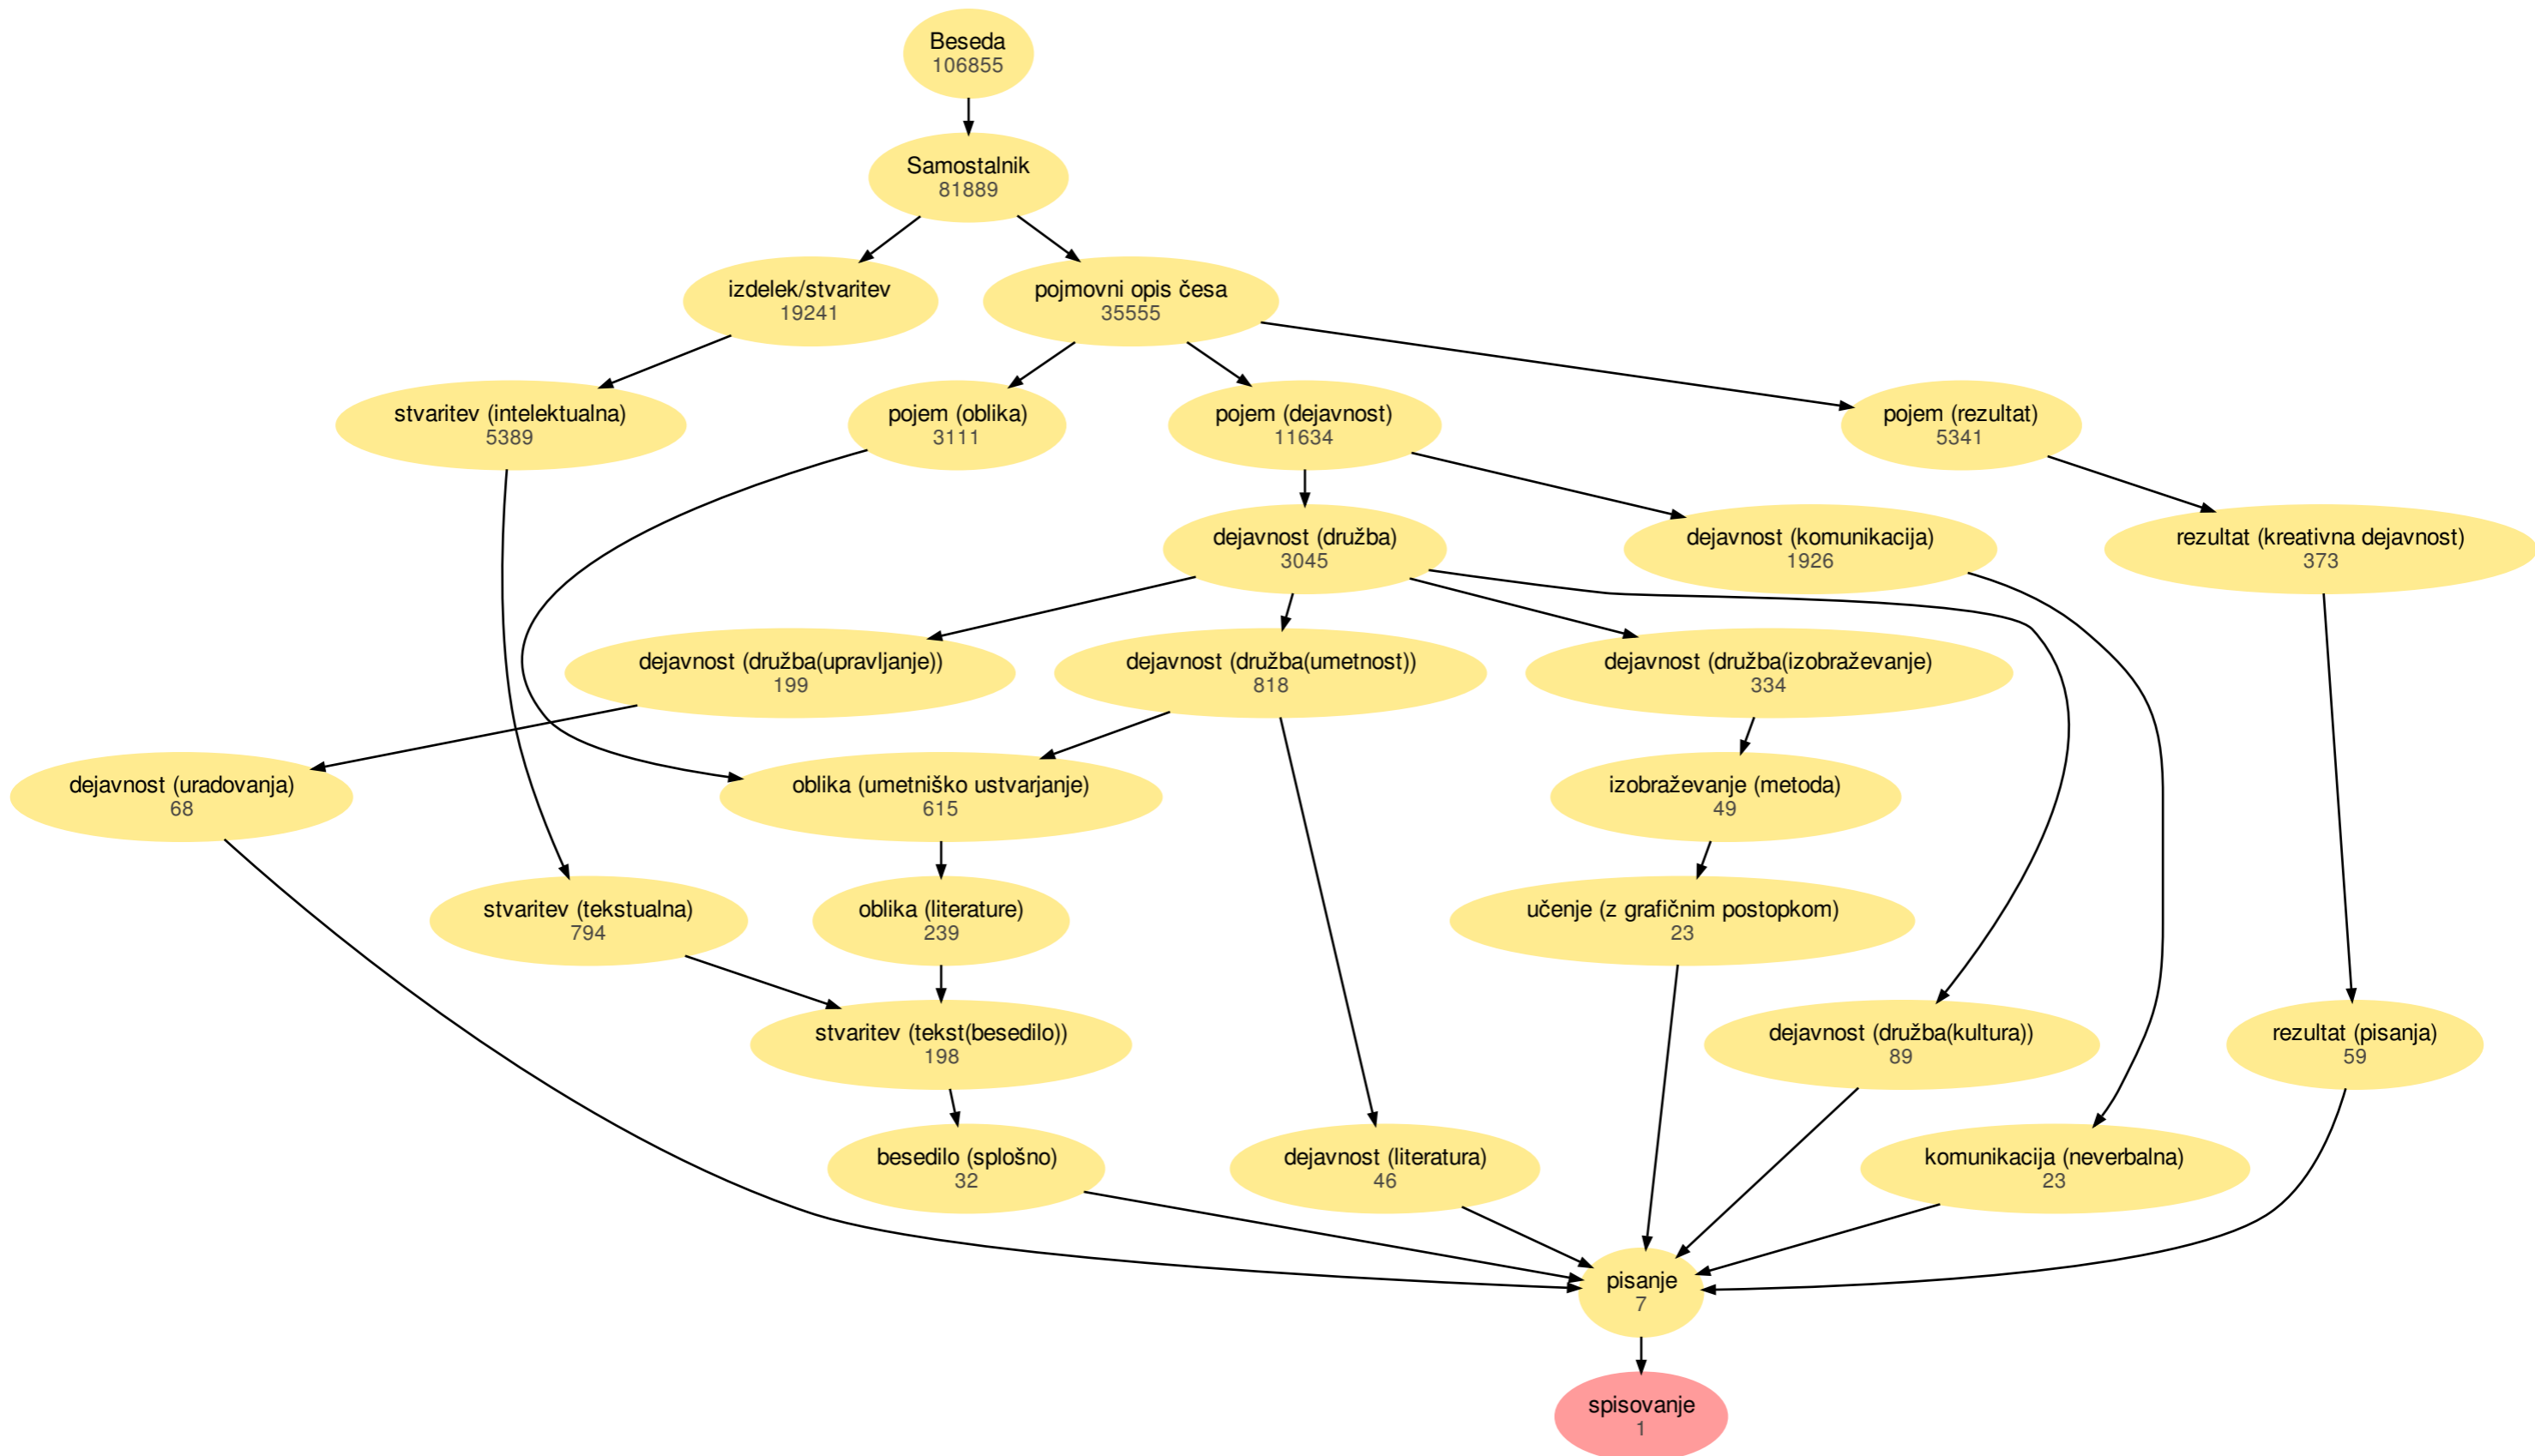 Beseda
106855
Samostalnik
81889
izdelek/stvaritev
19241
pojmovni opis česa
35555
stvaritev (intelektualna)
5389
pojem (oblika)
3111
pojem (dejavnost)
11634
pojem (rezultat)
5341
dejavnost (družba)
3045
dejavnost (komunikacija)
1926
rezultat (kreativna dejavnost)
373
dejavnost (družba(upravljanje))
199
dejavnost (družba(umetnost))
818
dejavnost (družba(izobraževanje)
334
dejavnost (uradovanja)
68
oblika (umetniško ustvarjanje)
615
izobraževanje (metoda)
49
stvaritev (tekstualna)
794
oblika (literature)
239
učenje (z grafičnim postopkom)
23
stvaritev (tekst(besedilo))
198
dejavnost (družba(kultura))
89
rezultat (pisanja)
59
besedilo (splošno)
32
dejavnost (literatura)
46
komunikacija (neverbalna)
23
pisanje
7
spisovanje
1